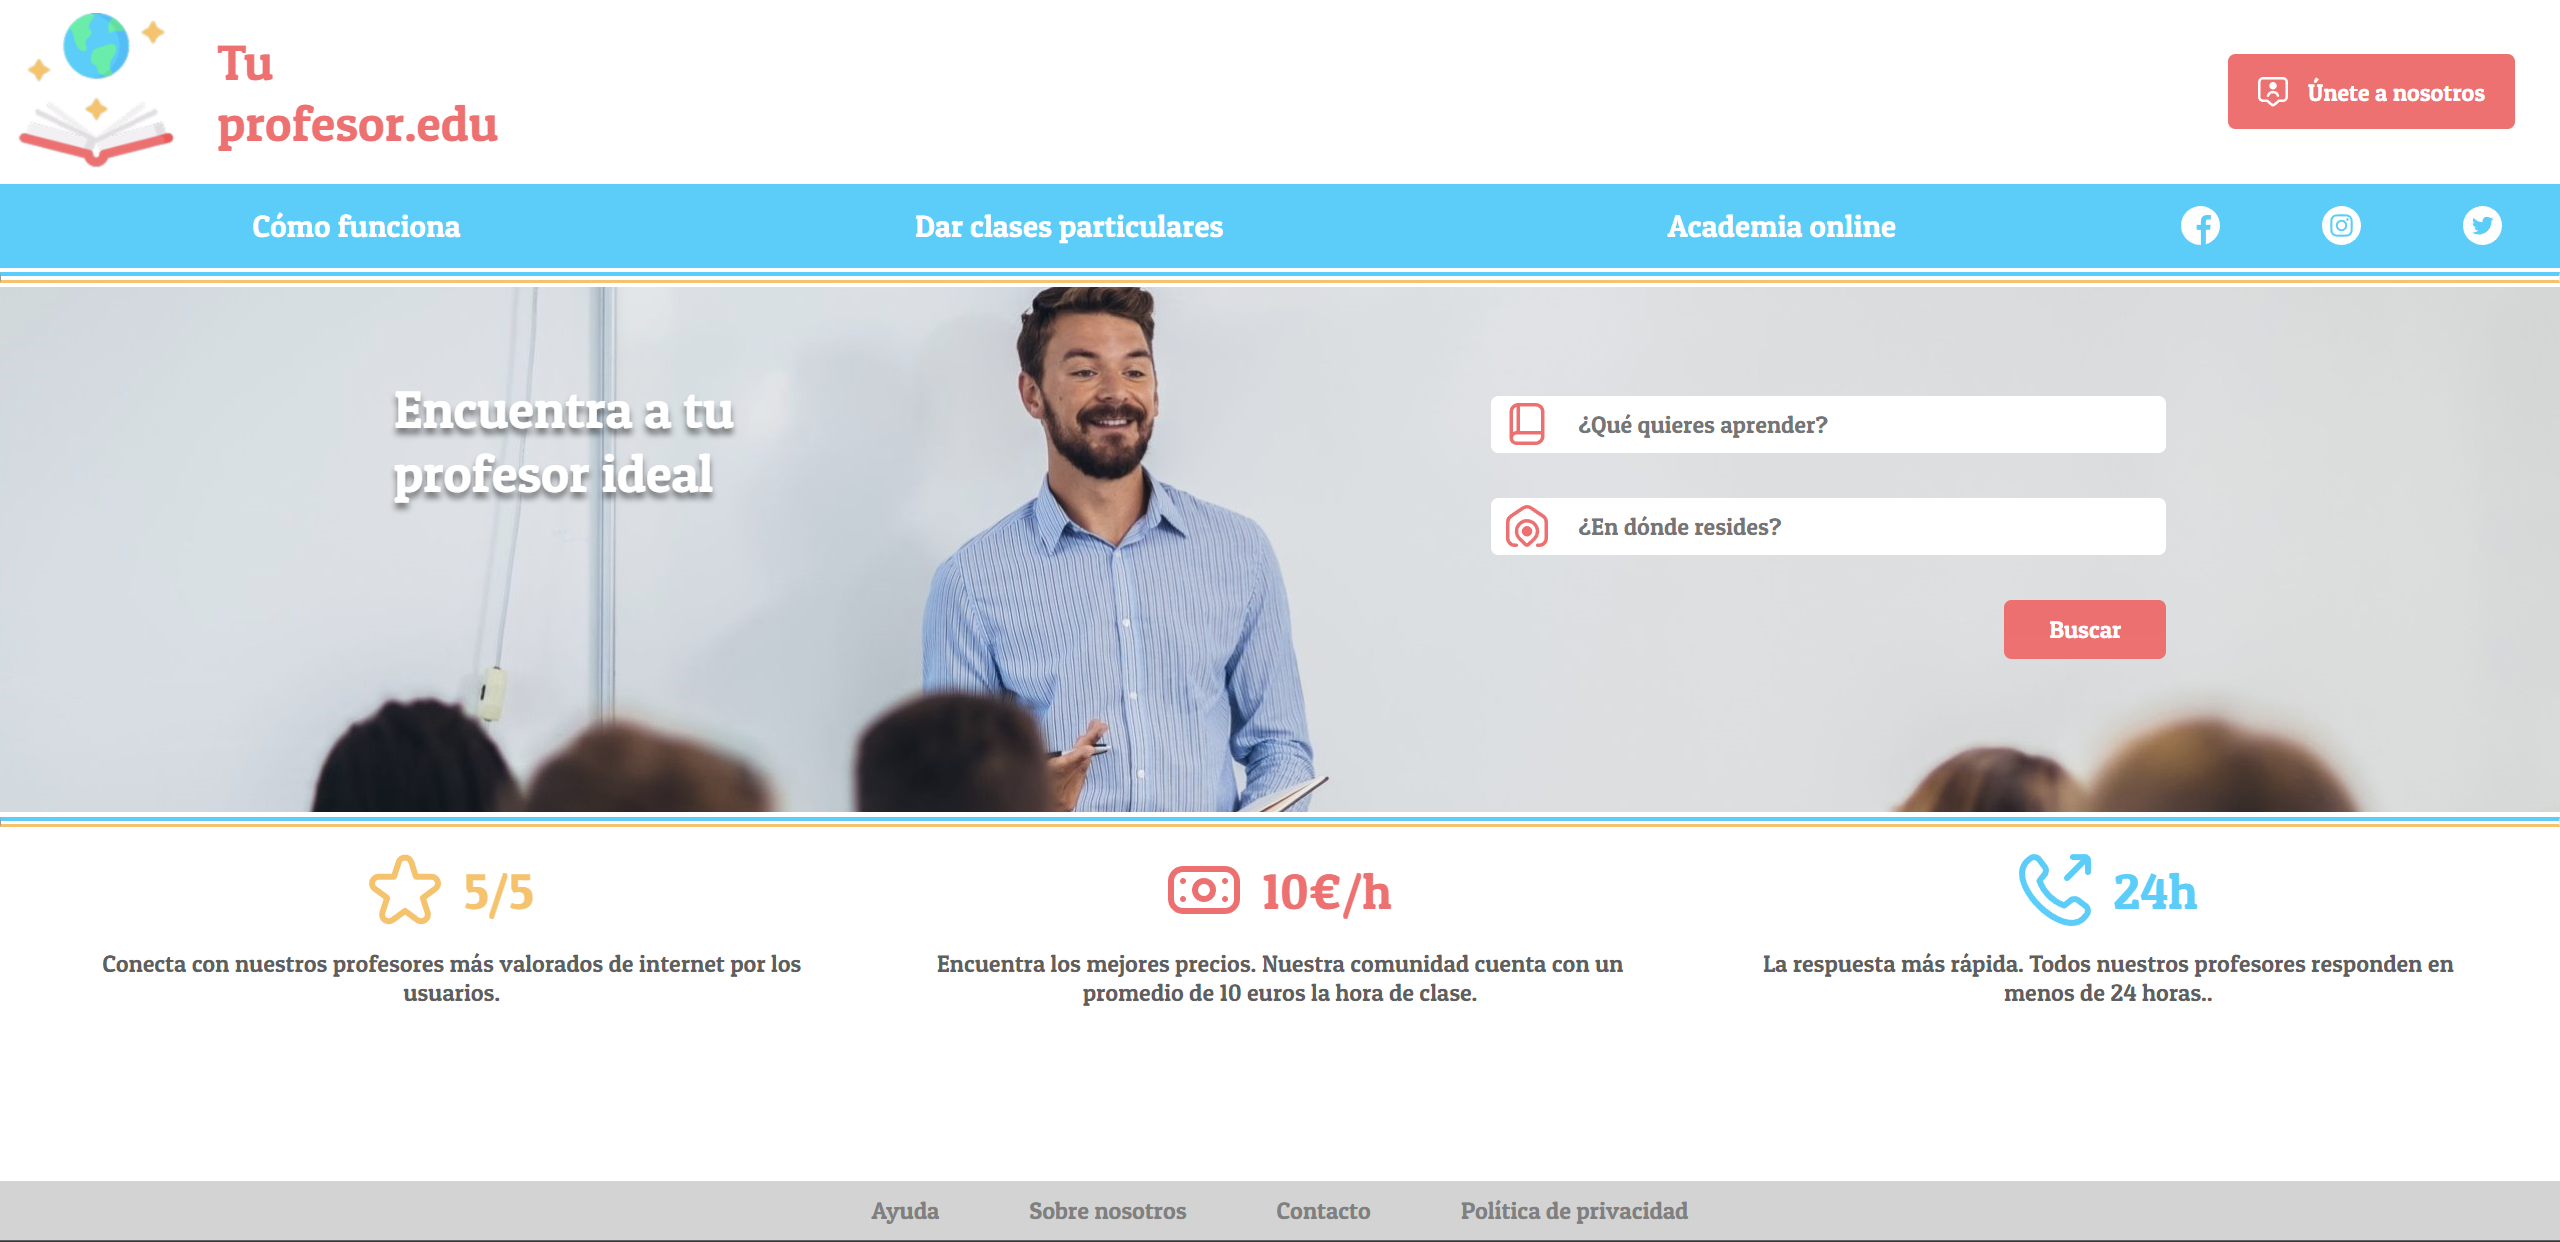 Tu
profesor.edu
Únete a nosotros
Cómo funciona
Dar clases particulares
Academia online
Encuentra a tu
profesor ideal
¿Qué quieres aprender?
¿En dónde resides?
Buscar
5/5
Conecta con nuestros profesores más valorados de internet por los
usuarios.
10€/h
Encuentra los mejores precios. Nuestra comunidad cuenta con un
promedio de 10 euros la hora de clase.
24h
La respuesta más rápida. Todos nuestros profesores responden en
menos de 24 horas..
Ayuda
Sobre nosotros
Contacto
Política de privacidad